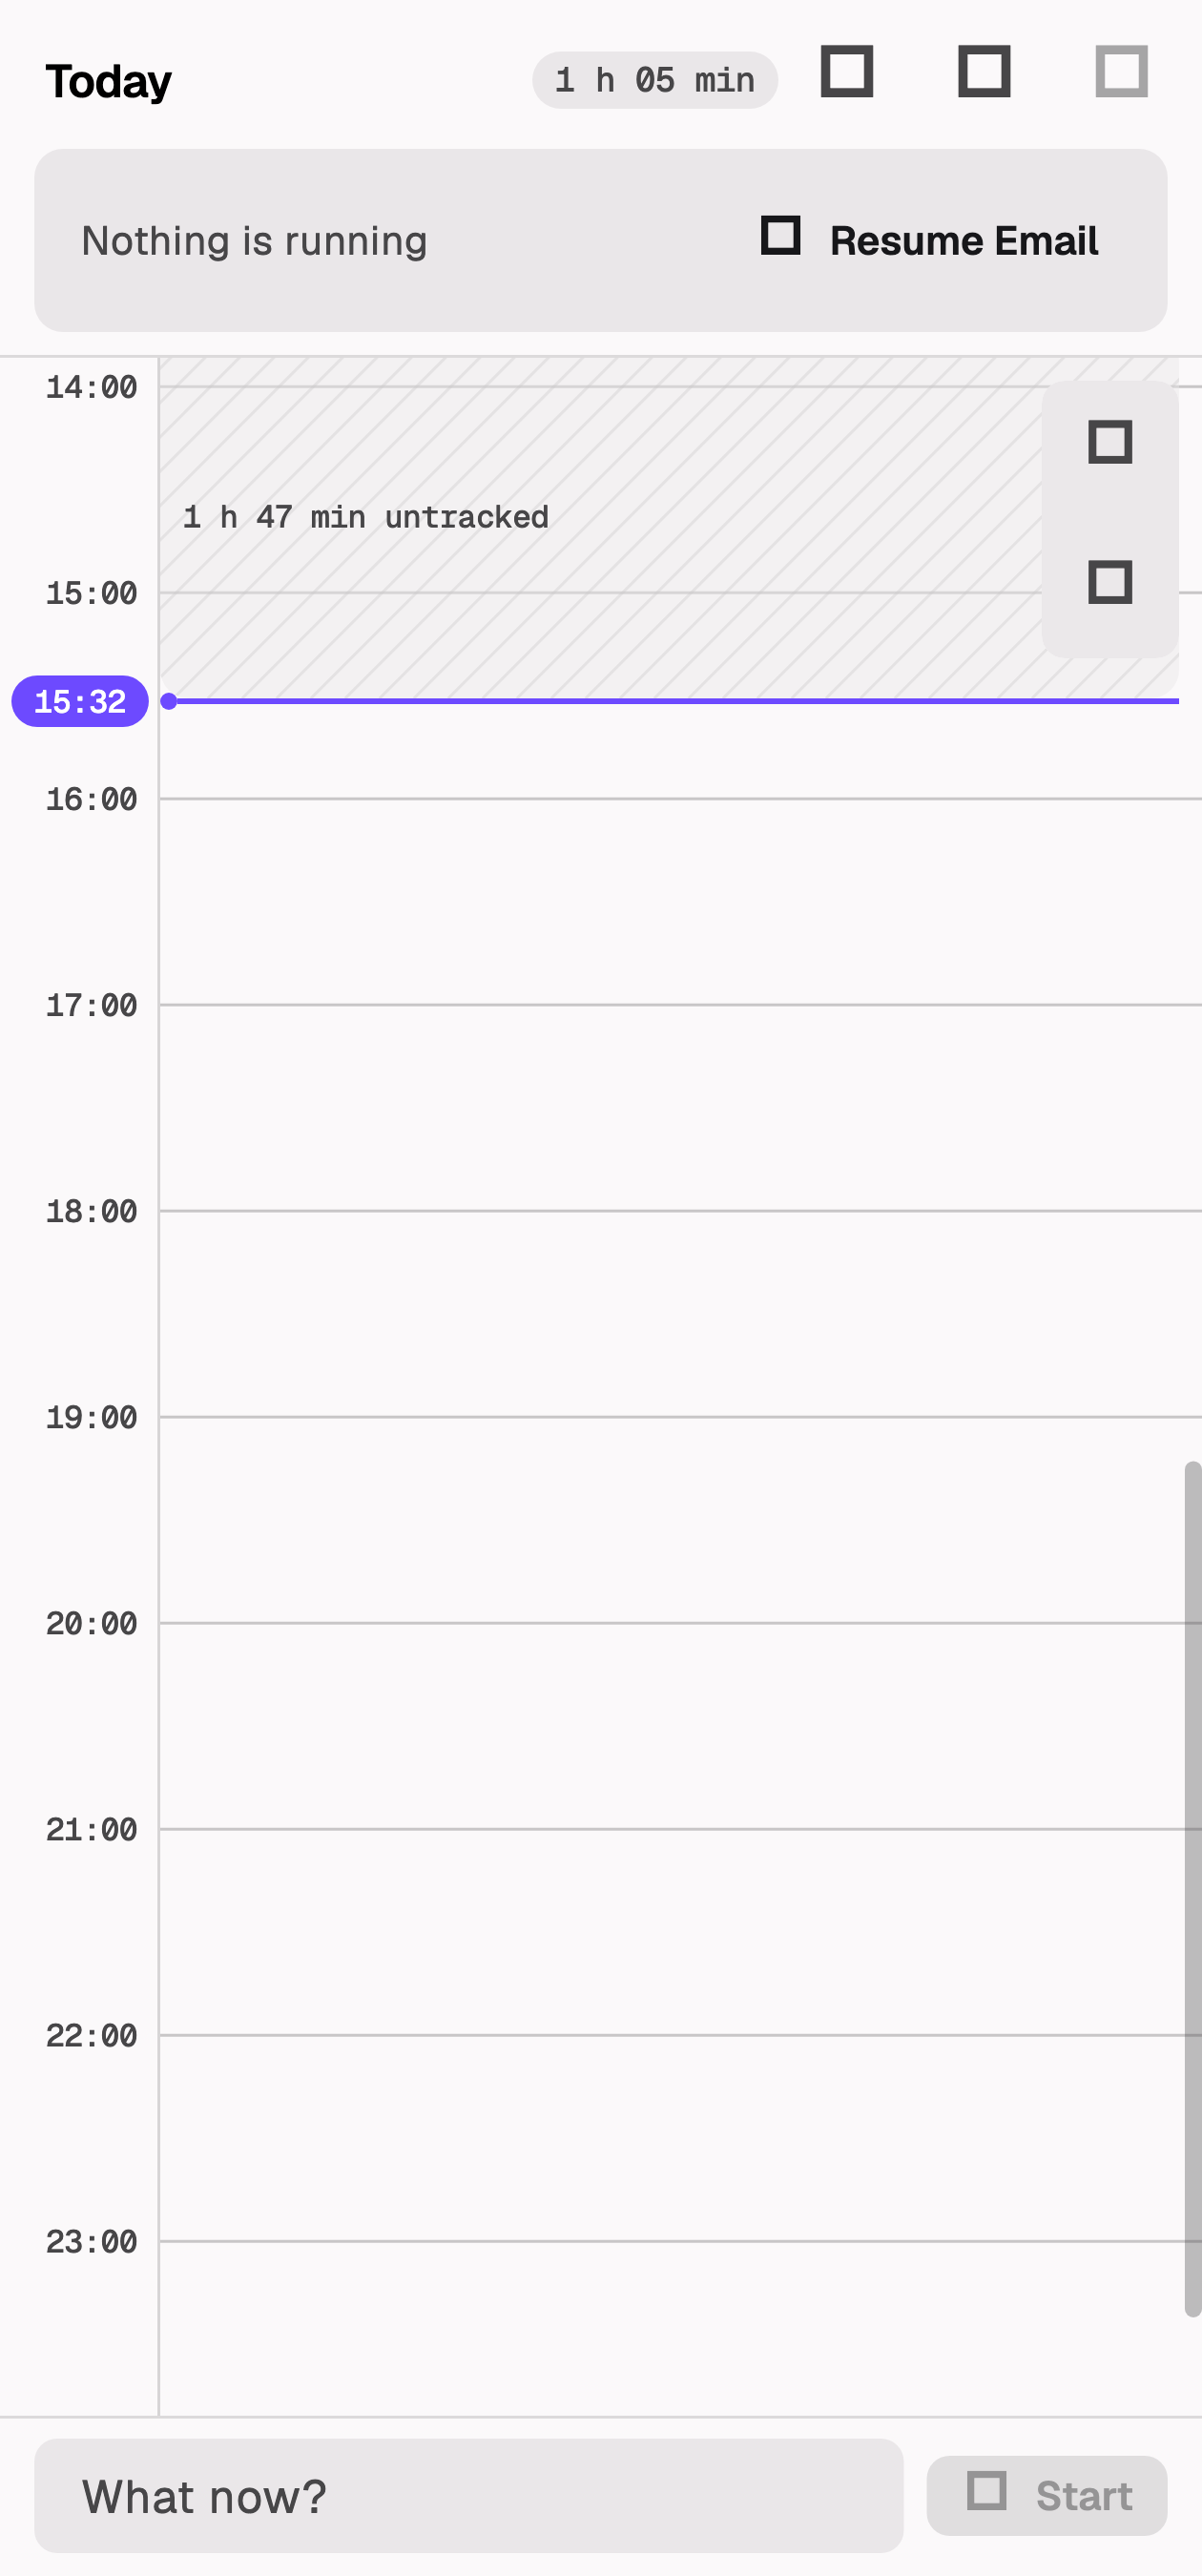 Today
1 h 05 min
Nothing is running
Resume Email
14:00
1 h 47 min untracked
15:00
15:32
16:00
17:00
18:00
19:00
20:00
21:00
22:00
23:00
What now?
Start